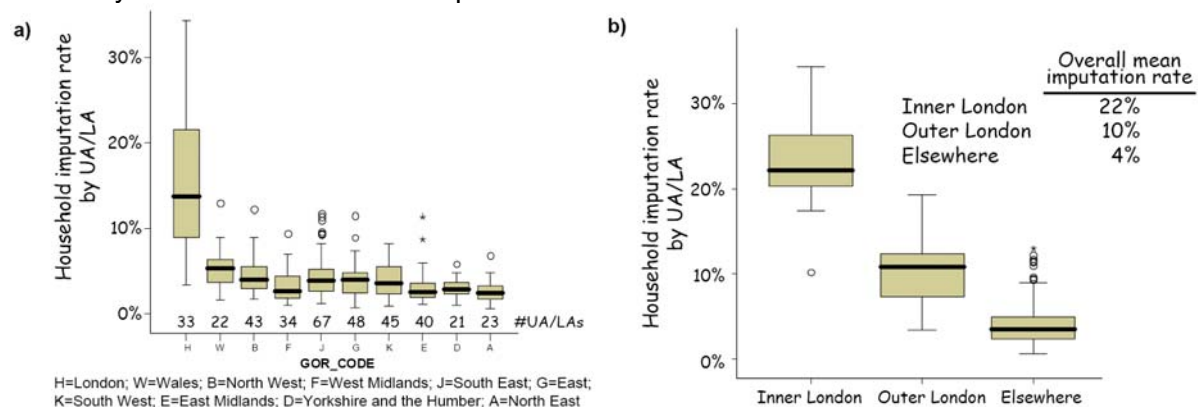 a)
Household imputation rate
by UA/LA
30%
20%
10%
0%
33 22 43 34 67 48 45 40 21 23 #UA/LAs
H W B F J G K E D A
GOR_CODE
H=London; W=Wales; B=North West; F=West Midlands; J=South East; G=East;
K=South West; E=East Midlands; D=Yorkshire and the Humber; A=North East
b)
Household imputation rate
by UA/LA
30%
20%
10%
0%
Overall mean
imputation rate
Inner London 22%
Outer London 10%
Elsewhere 4%
Inner London Outer London Elsewhere